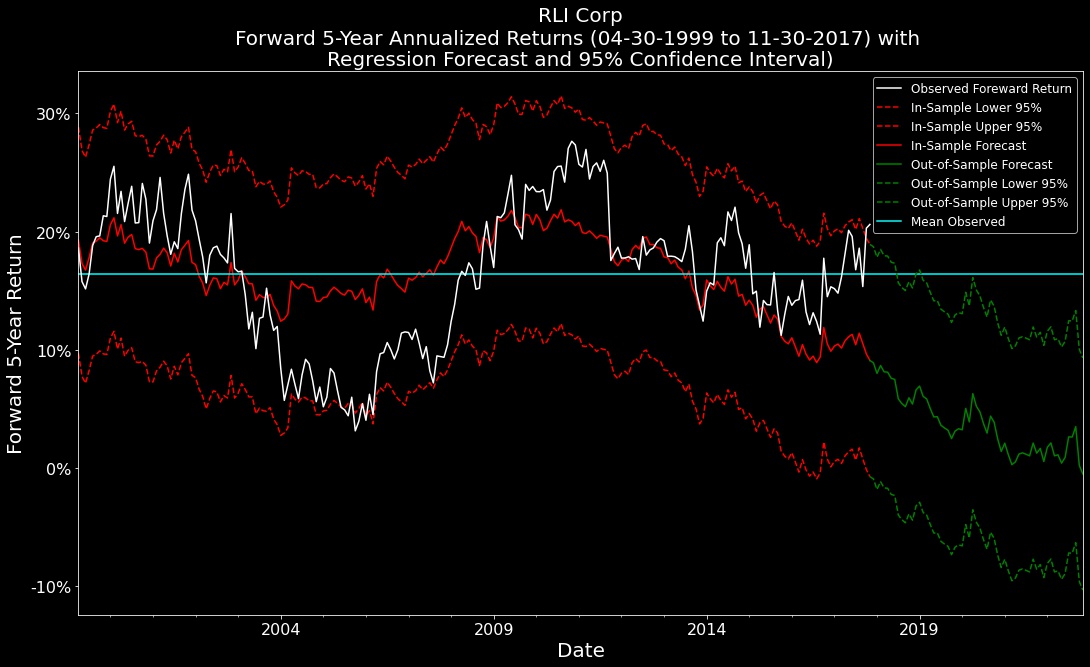 RLI Corp
Forward 5-Year Annualized Returns (04-30-1999 to 11-30-2017) with
Regression Forecast and 95% Confidence Interval)
Observed Foreward Return
In-Sample Lower 95%
In-Sample Upper 95%
In-Sample Forecast
Out-of-Sample Forecast
Out-of-Sample Lower 95%
Out-of-Sample Upper 95%
Mean Observed
Forward 5-Year Return
30%
20%
10%
0%
-10%
2004
2009
2014
2019
Date